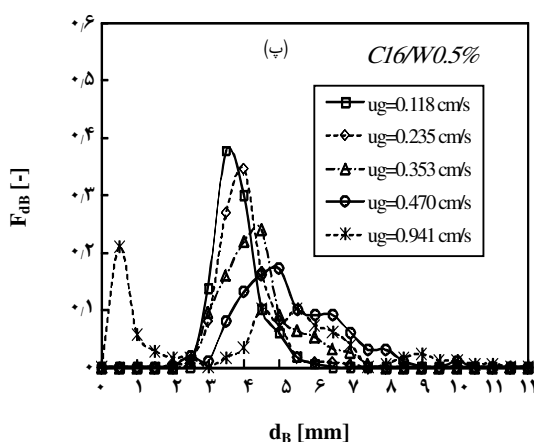 (پ)
C16/W0.5%
ug=0.118 cm/s
ug=0.235 cm/s
ug=0.353 cm/s
ug=0.470 cm/s
ug=0.941 cm/s
۰/۶
۰/۵
۰/۴
۰/۳
۰/۲
۰/۱
۰/۰
F_dB [-]
۰ ۱ ۲ ۳ ۴ ۵ ۶ ۷ ۸ ۹ ۱۰ ۱۱ ۱۲
d_B [mm]